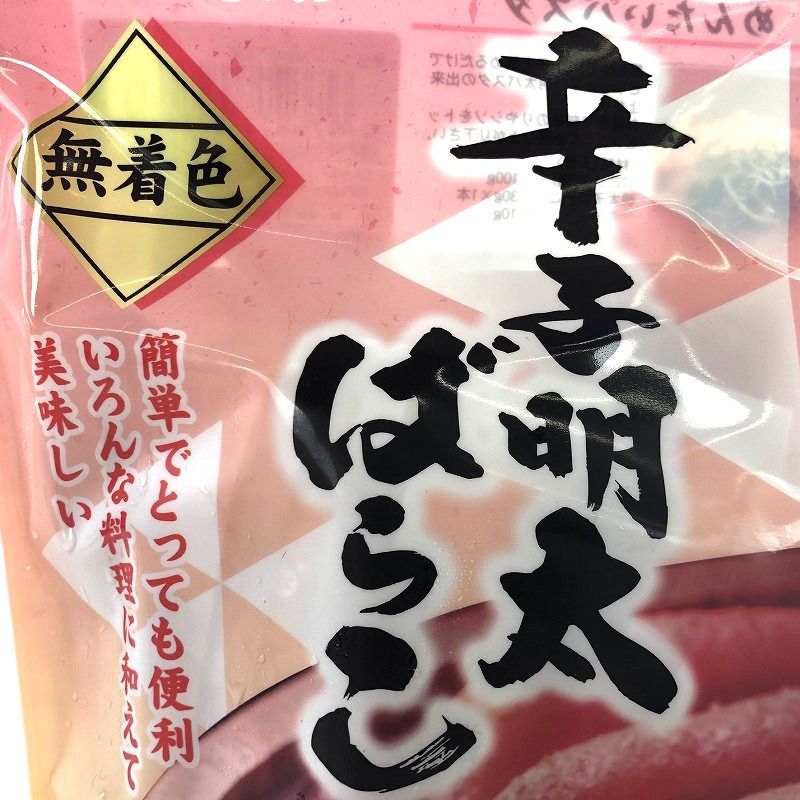 辛子明太
ばらこ
無着色
簡単でとっても便利
いろんな料理に和えて
美味しい